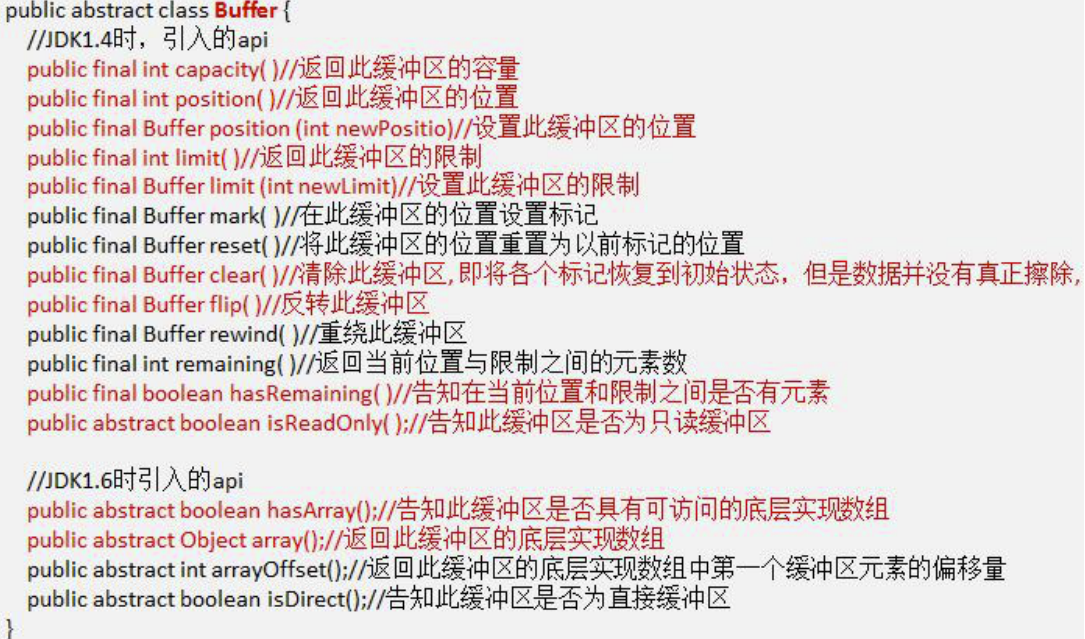 public abstract class Buffer {
//JDK1.4时，引入的api
public final int capacity( )//返回此缓冲区的容量
public final int position( )//返回此缓冲区的位置
public final Buffer position (int newPositio)//设置此缓冲区的位置
public final int limit( )//返回此缓冲区的限制
public final Buffer limit (int newLimit)//设置此缓冲区的限制
public final Buffer mark( )//在此缓冲区的位置设置标记
public final Buffer reset( )//将此缓冲区的位置重置为以前标记的位置
public final Buffer clear( )//清除此缓冲区,即将各个标记恢复到初始状态，但是数据并没有真正擦除,
public final Buffer flip( )//反转此缓冲区
public final Buffer rewind( )//重绕此缓冲区
public final int remaining( )//返回当前位置与限制之间的元素数
public final boolean hasRemaining( )//告知在当前位置和限制之间是否有元素
public abstract boolean isReadOnly( );//告知此缓冲区是否为只读缓冲区
//JDK1.6时引入的api
public abstract boolean hasArray();//告知此缓冲区是否具有可访问的底层实现数组
public abstract Object array();//返回此缓冲区的底层实现数组
public abstract int arrayOffset();//返回此缓冲区的底层实现数组中第一个缓冲区元素的偏移量
public abstract boolean isDirect();//告知此缓冲区是否为直接缓冲区
}